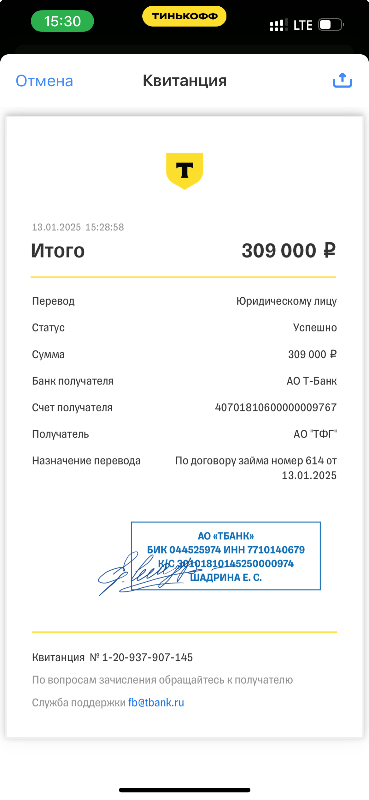 15:30
ТИНЬКОФФ
LTE
Отмена
Квитанция
Т
13.01.2025 15:28:58
Итого 309 000 ₽
Перевод Юридическому лицу
Статус Успешно
Сумма 309 000 ₽
Банк получателя АО Т-Банк
Счет получателя 40701810600000009767
Получатель АО "ТФГ"
Назначение перевода По договору займа номер 614 от
13.01.2025
АО «ТБАНК»
БИК 044525974 ИНН 7710140679
К/С 30101810145250000974
ШАДРИНА Е. С.
Квитанция № 1-20-937-907-145
По вопросам зачисления обращайтесь к получателю
Служба поддержки fb@tbank.ru